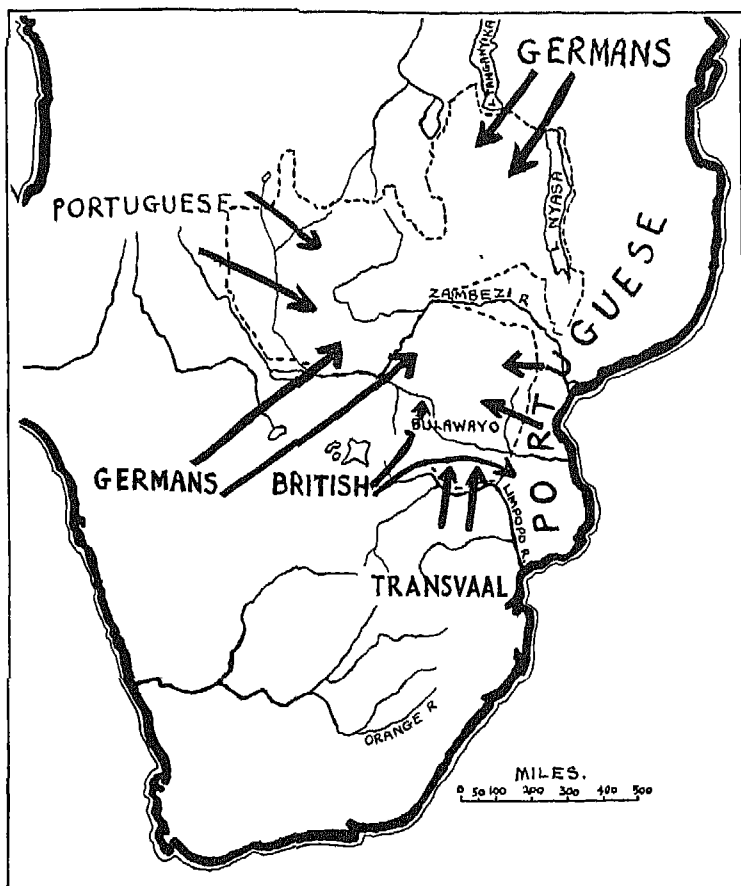 GERMANS
L. TANGANYIKA
PORTUGUESE
L. NYASA
ZAMBEZI R
PORTUGUESE
BULAWAYO
GERMANS
BRITISH
LIMPOPO R.
TRANSVAAL
ORANGE R
MILES.
0 50 100 200 300 400 500